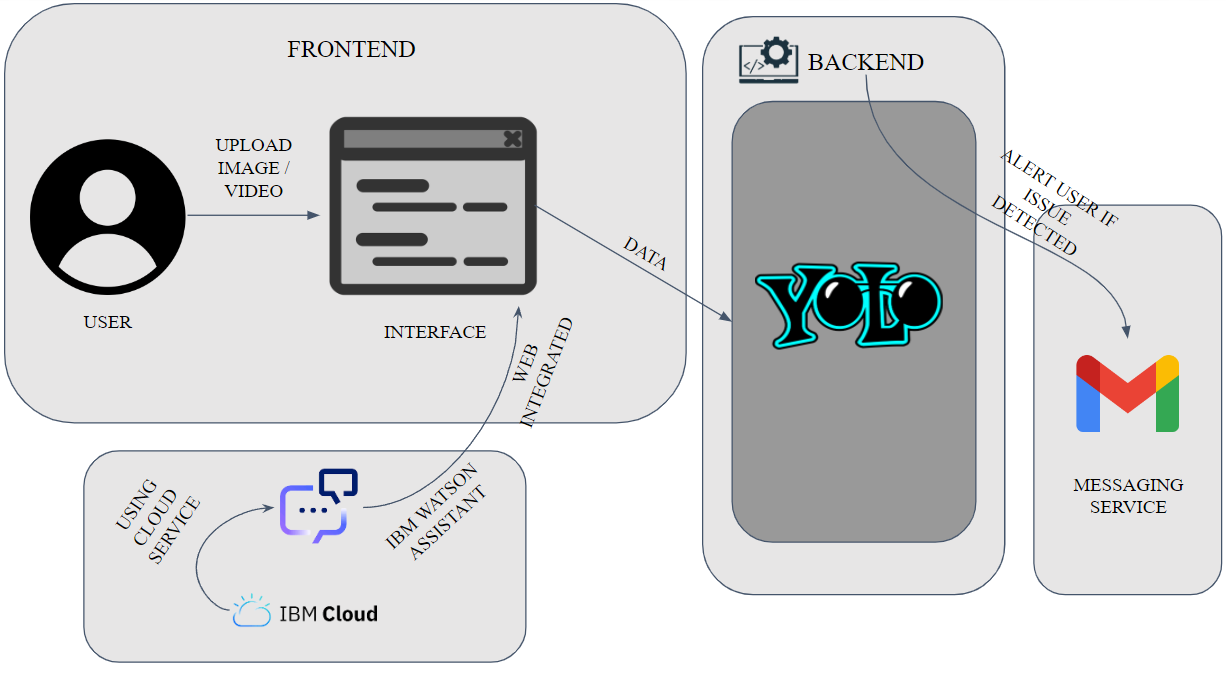 FRONTEND
UPLOAD
IMAGE /
VIDEO
USER
INTERFACE
DATA
WEB
INTEGRATED
USING
CLOUD
SERVICE
IBM WATSON
ASSISTANT
IBM Cloud
</>
BACKEND
YOLO
ALERT USER IF
ISSUE
DETECTED
MESSAGING
SERVICE